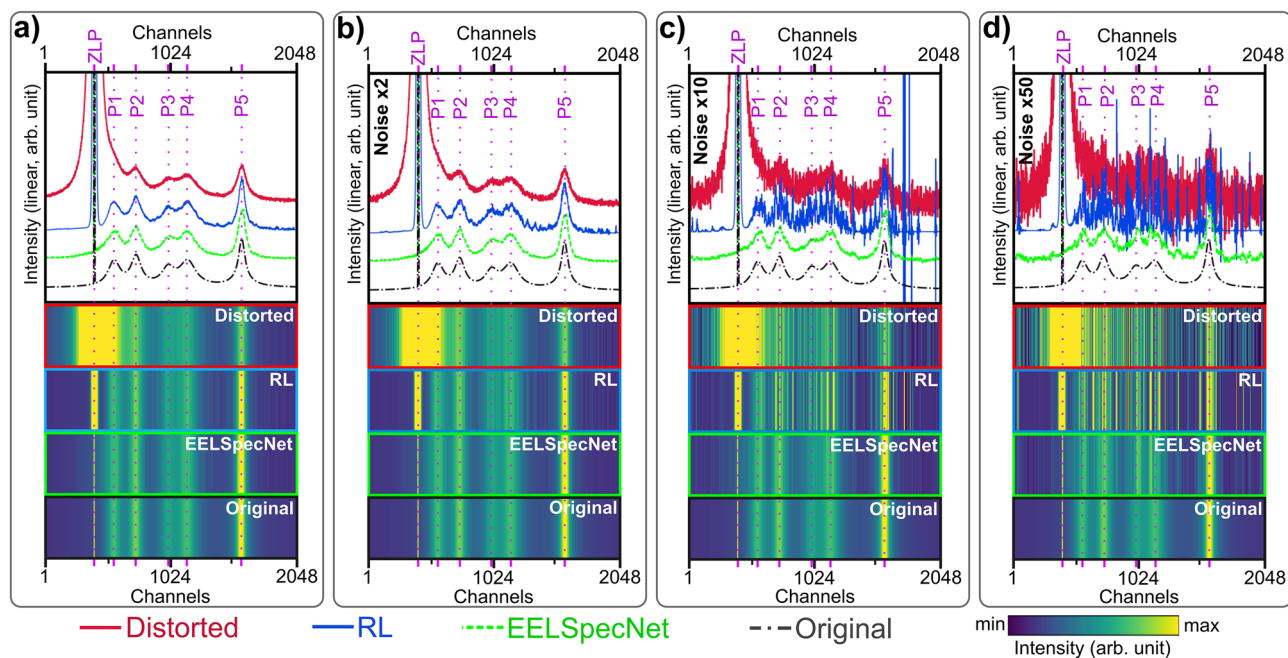 a)
Channels
1
1024
2048
ZLP
P1
P2
P3
P4
P5
Intensity (linear, arb. unit)
Distorted
RL
EELSpecNet
Original
1
1024
2048
Channels
b)
Channels
1
1024
2048
ZLP
Noise x2
P1
P2
P3
P4
P5
Intensity (linear, arb. unit)
Distorted
RL
EELSpecNet
Original
1
1024
2048
Channels
c)
Channels
1
1024
2048
ZLP
Noise x10
P1
P2
P3
P4
P5
Intensity (linear, arb. unit)
Distorted
RL
EELSpecNet
Original
1
1024
2048
Channels
d)
Channels
1
1024
2048
ZLP
Noise x50
P1
P2
P3
P4
P5
Intensity (linear, arb. unit)
Distorted
RL
EELSpecNet
Original
1
1024
2048
Channels
Distorted RL EELSpecNet Original
min max
Intensity (arb. unit)